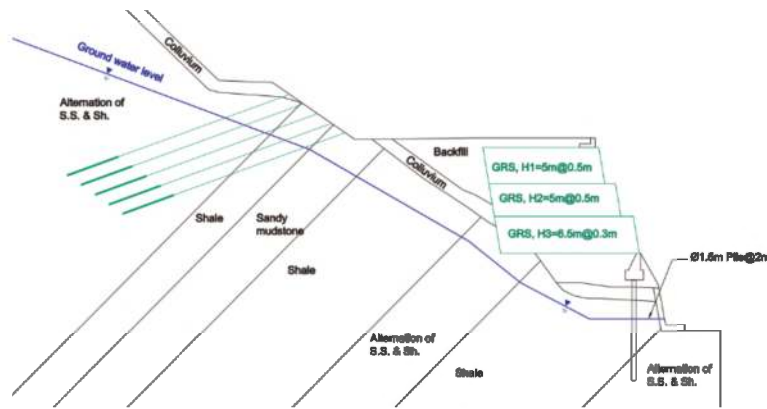 Colluvium
Ground water level
Alternation of
S.S. & Sh.
Backfill
Colluvium
GRS, H1=5m@0.5m
GRS, H2=5m@0.5m
GRS, H3=6.5m@0.3m
Shale
Sandy
mudstone
Shale
Ø1.5m Pile@2m
Alternation of
S.S. & Sh.
Shale
Alternation of
S.S. & Sh.